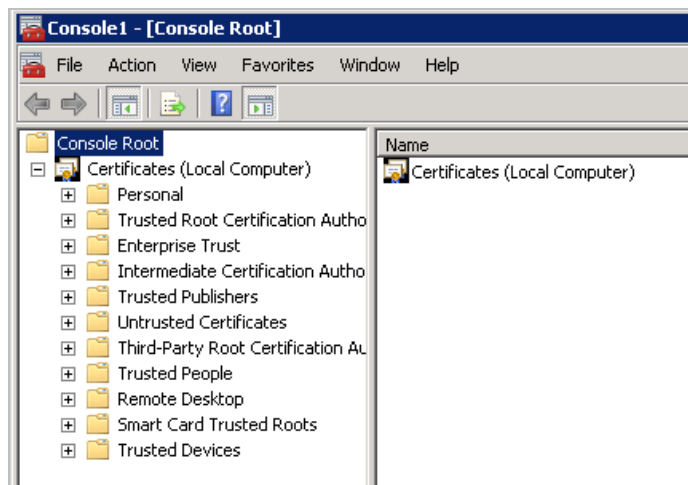 Console1 - [Console Root]
File Action View Favorites Window Help
Console Root
Certificates (Local Computer)
Personal
Trusted Root Certification Autho
Enterprise Trust
Intermediate Certification Autho
Trusted Publishers
Untrusted Certificates
Third-Party Root Certification Au
Trusted People
Remote Desktop
Smart Card Trusted Roots
Trusted Devices
Name
Certificates (Local Computer)